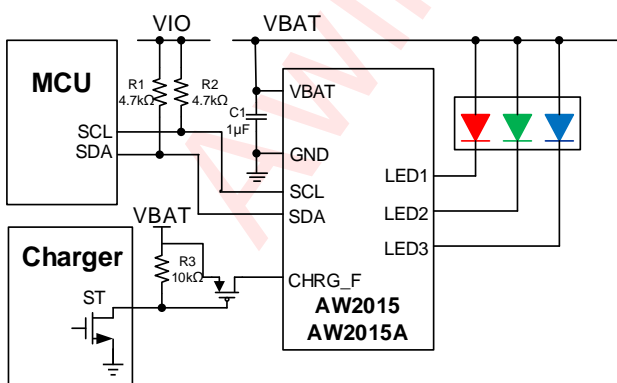 VIO
VBAT
MCU
R1
4.7kΩ
R2
4.7kΩ
SCL
SDA
C1
1µF
VBAT
GND
SCL
SDA
LED1
LED2
LED3
VBAT
Charger
ST
R3
10kΩ
CHRG_F
AW2015
AW2015A